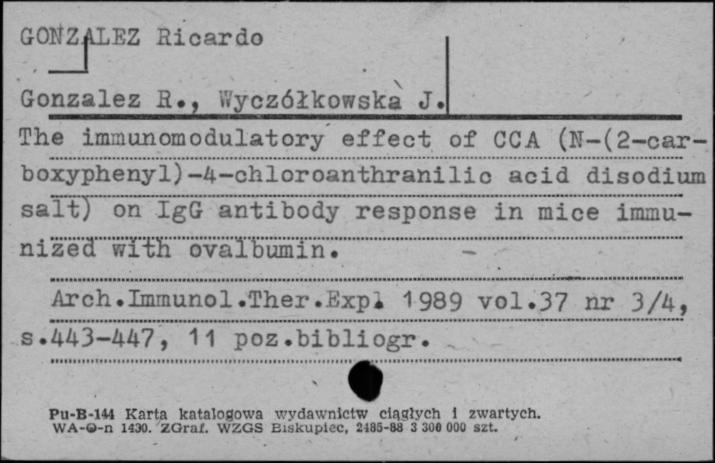 GONZALEZ Ricardo
Gonzalez R., Wyczółkowska J.
The immunomodulatory effect of CCA (N-(2-car-
boxyphenyl)-4-chloroanthranilic acid disodium
salt) on IgG antibody response in mice immu-
nized with ovalbumin.
Arch.Immunol.Ther.Exp. 1989 vol.37 nr 3/4,
s.443-447, 11 poz.bibliogr.
Pu-B-144 Karta katalogowa wydawnictw ciągłych i zwartych.
WA-O-n 1430. ZGraf. WZGS Biskupiec, 2485-88 3 300 000 szt.